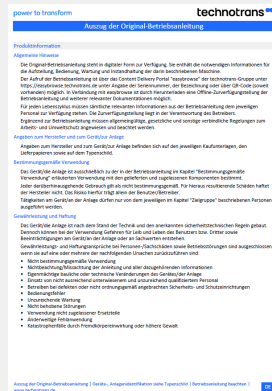 power to transform
technotrans
Auszug der Original-Betriebsanleitung
Produktinformation
Allgemeine Hinweise
Die Original-Betriebsanleitung steht in digitaler Form zur Verfügung. Sie enthält die notwendigen Informationen für
die Aufstellung, Bedienung, Wartung und Instandhaltung der darin beschriebenen Maschine.
Der Aufruf der Betriebsanleitung ist über das Content Delivery Portal "easybrowse" der technotrans-Gruppe unter
https://easybrowse.technotrans.de unter Angabe der Seriennummer, der Bezeichnung oder über QR-Code (soweit
vorhanden) möglich. In Verbindung mit easybrowse ist durch Herunterladen eine Offline-Zurverfügungstellung der
Betriebsanleitung und weiterer relevanter Dokumentationen möglich.
Für jeden Lebenszyklus müssen sämtliche relevanten Informationen aus der Betriebsanleitung dem jeweiligen
Personal zur Verfügung stehen. Die Zurverfügungstellung liegt in der Verantwortung des Betreibers.
Ergänzend zur Betriebsanleitung müssen allgemeingültige, gesetzliche und sonstige verbindliche Regelungen zum
Arbeits- und Umweltschutz angewiesen und beachtet werden.
Angaben zum Hersteller und zum Gerät/zur Anlage
Angaben zum Hersteller und zum Gerät/zur Anlage befinden sich auf den jeweiligen Kaufunterlagen, den
Lieferpapieren sowie auf dem Typenschild.
Bestimmungsgemäße Verwendung
Das Gerät/die Anlage ist ausschließlich zu der in der Betriebsanleitung im Kapitel "Bestimmungsgemäße
Verwendung" erläuterten Verwendung mit den gelieferten und zugelassenen Komponenten bestimmt.
Jeder darüberhinausgehende Gebrauch gilt als nicht bestimmungsgemäß. Für hieraus resultierende Schäden haftet
der Hersteller nicht. Das Risiko hierfür trägt allein der Benutzer/Betreiber.
Tätigkeiten am Gerät/an der Anlage dürfen nur von dem jeweiligen im Kapitel "Zielgruppe" beschriebenen Personen
ausgeführt werden.
Gewährleistung und Haftung
Das Gerät/die Anlage ist nach dem Stand der Technik und den anerkannten sicherheitstechnischen Regeln gebaut.
Dennoch können bei der Verwendung Gefahren für Leib und Leben des Benutzers bzw. Dritter sowie
Beeinträchtigungen am Gerät/an der Anlage oder an Sachwerten entstehen.
Gewährleistungs- und Haftungsansprüche bei Personen-/Sachschäden sowie Betriebsstörungen sind ausgeschlossen
wenn sie auf eine oder mehrere der nachfolgenden Ursachen zurückzuführen sind:
• Nicht bestimmungsgemäße Verwendung
• Nichtbeachtung/Missachtung der Anleitung und aller dazugehörenden Informationen
• Eigenmächtige bauliche oder technische Veränderungen des Gerätes/der Anlage
• Einsatz von nicht ausreichend unterwiesenem und unzureichend qualifiziertem Personal
• Betreiben bei defekten oder nicht ordnungsgemäß angebrachten Sicherheits- und Schutzeinrichtungen
• Bedienungsfehler
• Unzureichende Wartung
• Nicht behobene Störungen
• Verwendung nicht zugelassener Ersatzteile
• Anderweitige Fehlanwendung
• Katastrophenfälle durch Fremdkörpereinwirkung oder höhere Gewalt
Auszug der Original-Betriebsanleitung | Geräte-, Anlagenidentifikation siehe Typenschild | Betriebsanleitung beachten |
www.technotrans.de
DE